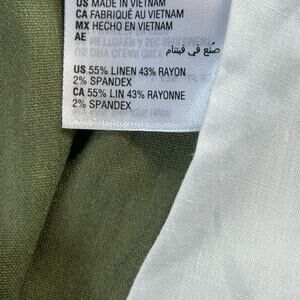 US MADE IN VIETNAM
CA FABRIQUÉ AU VIETNAM
MX HECHO EN VIETNAM
AE
صُنع في فيتنام
US 55% LINEN 43% RAYON
2% SPANDEX
CA 55% LIN 43% RAYONNE
2% SPANDEX